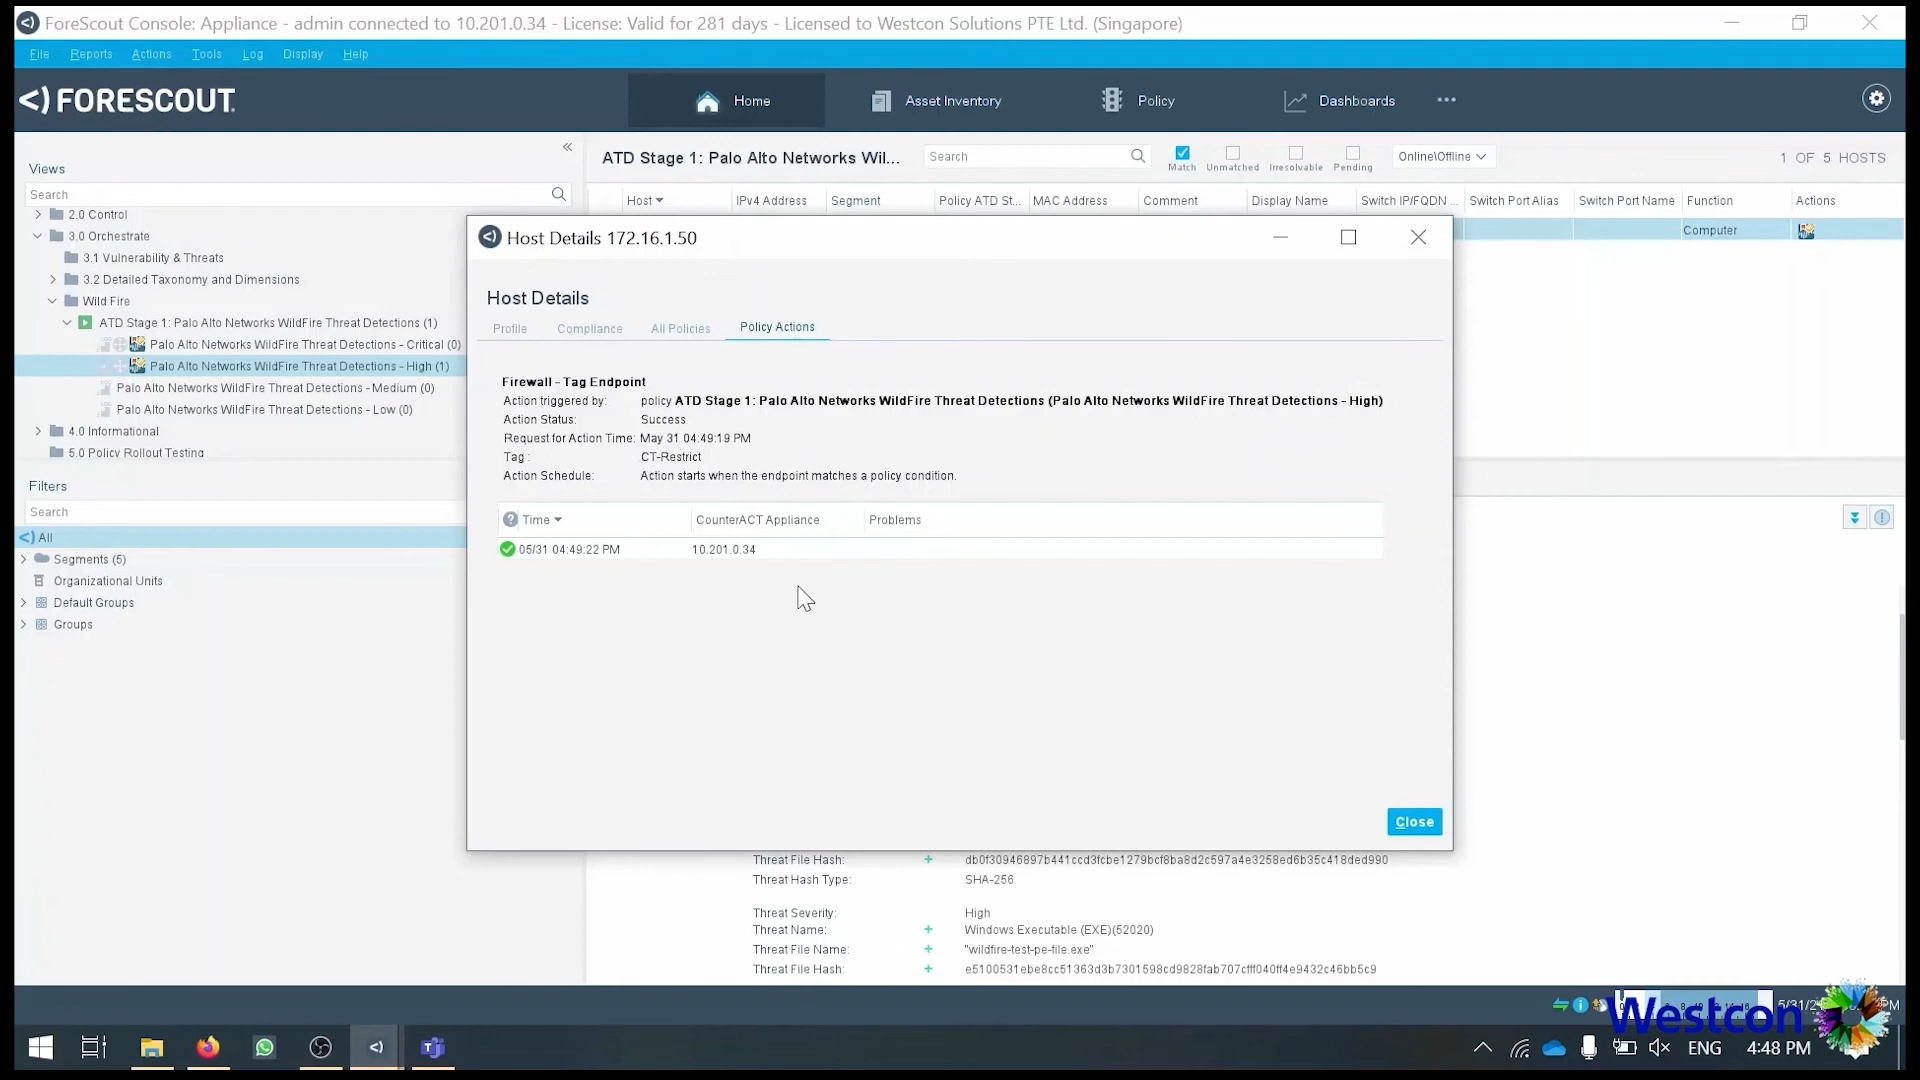 ForeScout Console: Appliance - admin connected to 10.201.0.34 - License: Valid for 281 days - Licensed to Westcon Solutions PTE Ltd. (Singapore)
File Reports Actions Tools Log Display Help
FORESCOUT
Home Asset Inventory Policy Dashboards
Views
Search
2.0 Control
3.0 Orchestrate
3.1 Vulnerability & Threats
3.2 Detailed Taxonomy and Dimensions
Wild Fire
ATD Stage 1: Palo Alto Networks WildFire Threat Detections (1)
Palo Alto Networks WildFire Threat Detections - Critical (0)
Palo Alto Networks WildFire Threat Detections - High (1)
Palo Alto Networks WildFire Threat Detections - Medium (0)
Palo Alto Networks WildFire Threat Detections - Low (0)
4.0 Informational
5.0 Policy Rollout Testing
Filters
Search
All
Segments (5)
Organizational Units
Default Groups
Groups
ATD Stage 1: Palo Alto Networks Wil... Search Match Unmatched Irresolvable Pending Online\Offline 1 OF 5 HOSTS
Host IPv4 Address Segment Policy ATD St... MAC Address Comment Display Name Switch IP/FQDN ... Switch Port Alias Switch Port Name Function Actions
Computer
Host Details 172.16.1.50
Host Details
Profile Compliance All Policies Policy Actions
Firewall - Tag Endpoint
Action triggered by: policy ATD Stage 1: Palo Alto Networks WildFire Threat Detections (Palo Alto Networks WildFire Threat Detections - High)
Action Status: Success
Request for Action Time: May 31 04:49:19 PM
Tag : CT-Restrict
Action Schedule: Action starts when the endpoint matches a policy condition.
Time CounterACT Appliance Problems
05/31 04:49:22 PM 10.201.0.34
Close
Threat File Hash: db0f30946897b441ccd3fcbe1279bcf8ba8d2c597a4e3258ed6b35c418ded990
Threat Hash Type: SHA-256
Threat Severity: High
Threat Name: Windows Executable (EXE)(52020)
Threat File Name: "wildfire-test-pe-file.exe"
Threat File Hash: e5100531ebe8cc51363d3b7301598cd9828fab707cfff040ff4e9432c46bb5c9
Westcon
ENG 4:48 PM